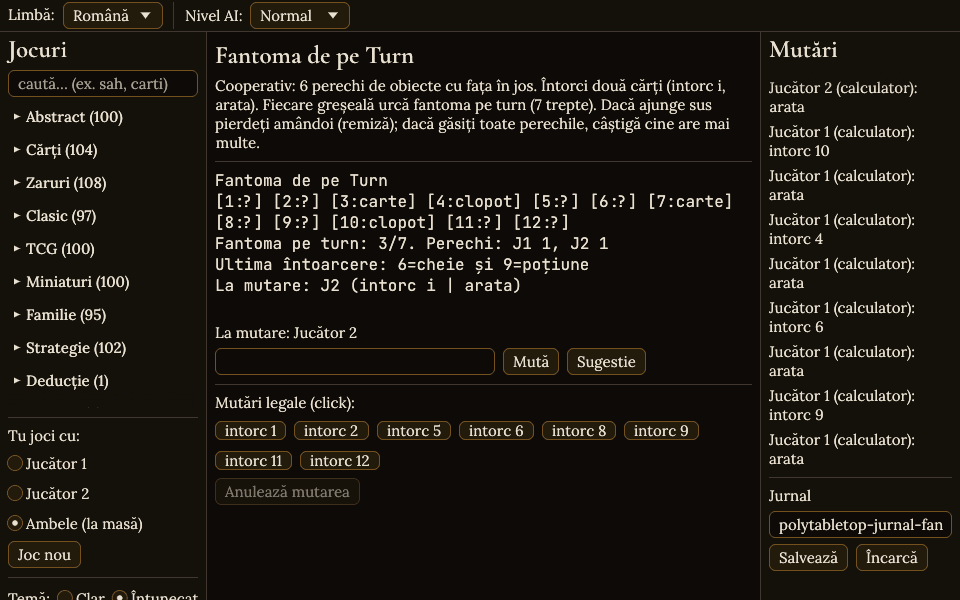 Limbă: Română ▼ Nivel AI: Normal ▼
Jocuri
caută... (ex. sah, carti)
▸ Abstract (100)
▸ Cărți (104)
▸ Zaruri (108)
▸ Clasic (97)
▸ TCG (100)
▸ Miniaturi (100)
▸ Familie (95)
▸ Strategie (102)
▸ Deducție (1)
Tu joci cu:
Jucător 1
Jucător 2
Ambele (la masă)
Joc nou
Temă: Clar Întunecat
Fantoma de pe Turn
Cooperativ: 6 perechi de obiecte cu fața în jos. Întorci două cărți (intorc i,
arata). Fiecare greșeală urcă fantoma pe turn (7 trepte). Dacă ajunge sus
pierdeți amândoi (remiză); dacă găsiți toate perechile, câștigă cine are mai
multe.
Fantoma de pe Turn
[1:?] [2:?] [3:carte] [4:clopot] [5:?] [6:?] [7:carte]
[8:?] [9:?] [10:clopot] [11:?] [12:?]
Fantoma pe turn: 3/7. Perechi: J1 1, J2 1
Ultima întoarcere: 6=cheie și 9=poțiune
La mutare: J2 (intorc i | arata)
La mutare: Jucător 2
Mută Sugestie
Mutări legale (click):
intorc 1 intorc 2 intorc 5 intorc 6 intorc 8 intorc 9
intorc 11 intorc 12
Anulează mutarea
Mutări
Jucător 2 (calculator):
arata
Jucător 1 (calculator):
intorc 10
Jucător 1 (calculator):
arata
Jucător 1 (calculator):
intorc 4
Jucător 1 (calculator):
arata
Jucător 1 (calculator):
intorc 6
Jucător 1 (calculator):
arata
Jucător 1 (calculator):
intorc 9
Jucător 1 (calculator):
arata
Jurnal
polytabletop-jurnal-fan
Salvează Încarcă